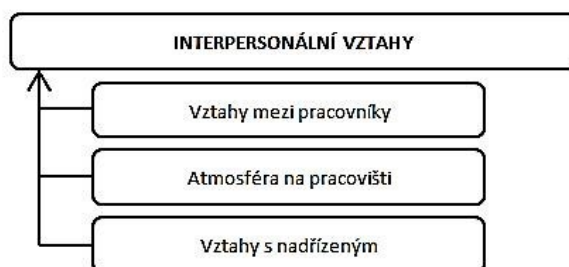 INTERPERSONÁLNÍ VZTAHY
Vztahy mezi pracovníky
Atmosféra na pracovišti
Vztahy s nadřízeným